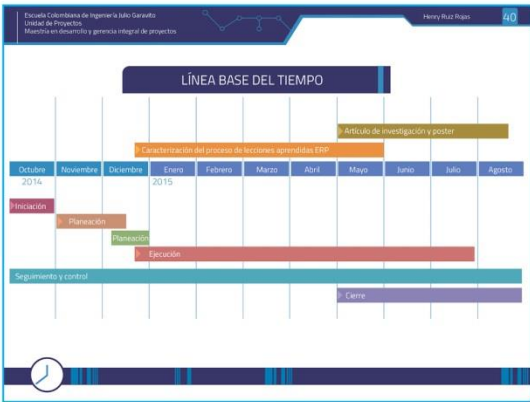 Escuela Colombiana de Ingeniería Julio Garavito
Unidad de Proyectos
Maestría en desarrollo y gerencia integral de proyectos
Henry Ruiz Rojas
40
LÍNEA BASE DEL TIEMPO
Artículo de investigación y poster
Caracterización del proceso de lecciones aprendidas ERP
Octubre Noviembre Diciembre Enero Febrero Marzo Abril Mayo Junio Julio Agosto
2014 2015
Iniciación
Planeación
Planeación
Ejecución
Seguimiento y control
Cierre